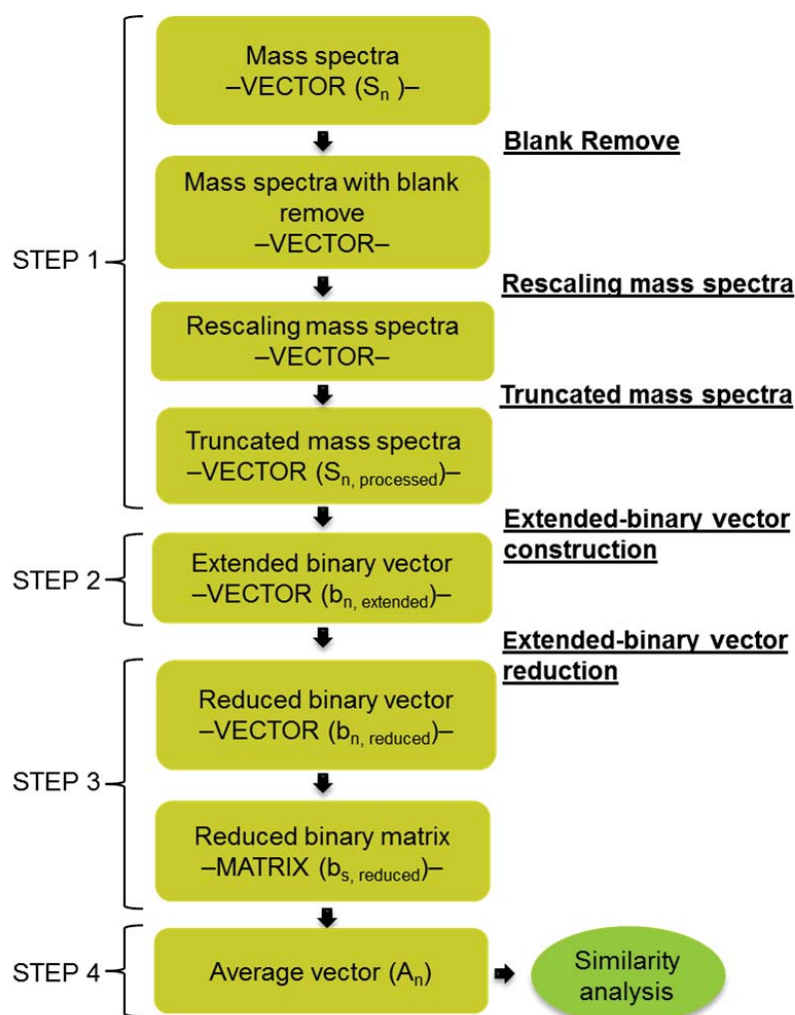 Mass spectra
–VECTOR (Sn )–
Blank Remove
Mass spectra with blank
remove
–VECTOR–
STEP 1
Rescaling mass spectra
Rescaling mass spectra
–VECTOR–
Truncated mass spectra
Truncated mass spectra
–VECTOR (Sn, processed)–
Extended-binary vector
construction
STEP 2
Extended binary vector
–VECTOR (bn, extended)–
Extended-binary vector
reduction
Reduced binary vector
–VECTOR (bn, reduced)–
STEP 3
Reduced binary matrix
–MATRIX (bs, reduced)–
STEP 4
Average vector (An)
Similarity
analysis